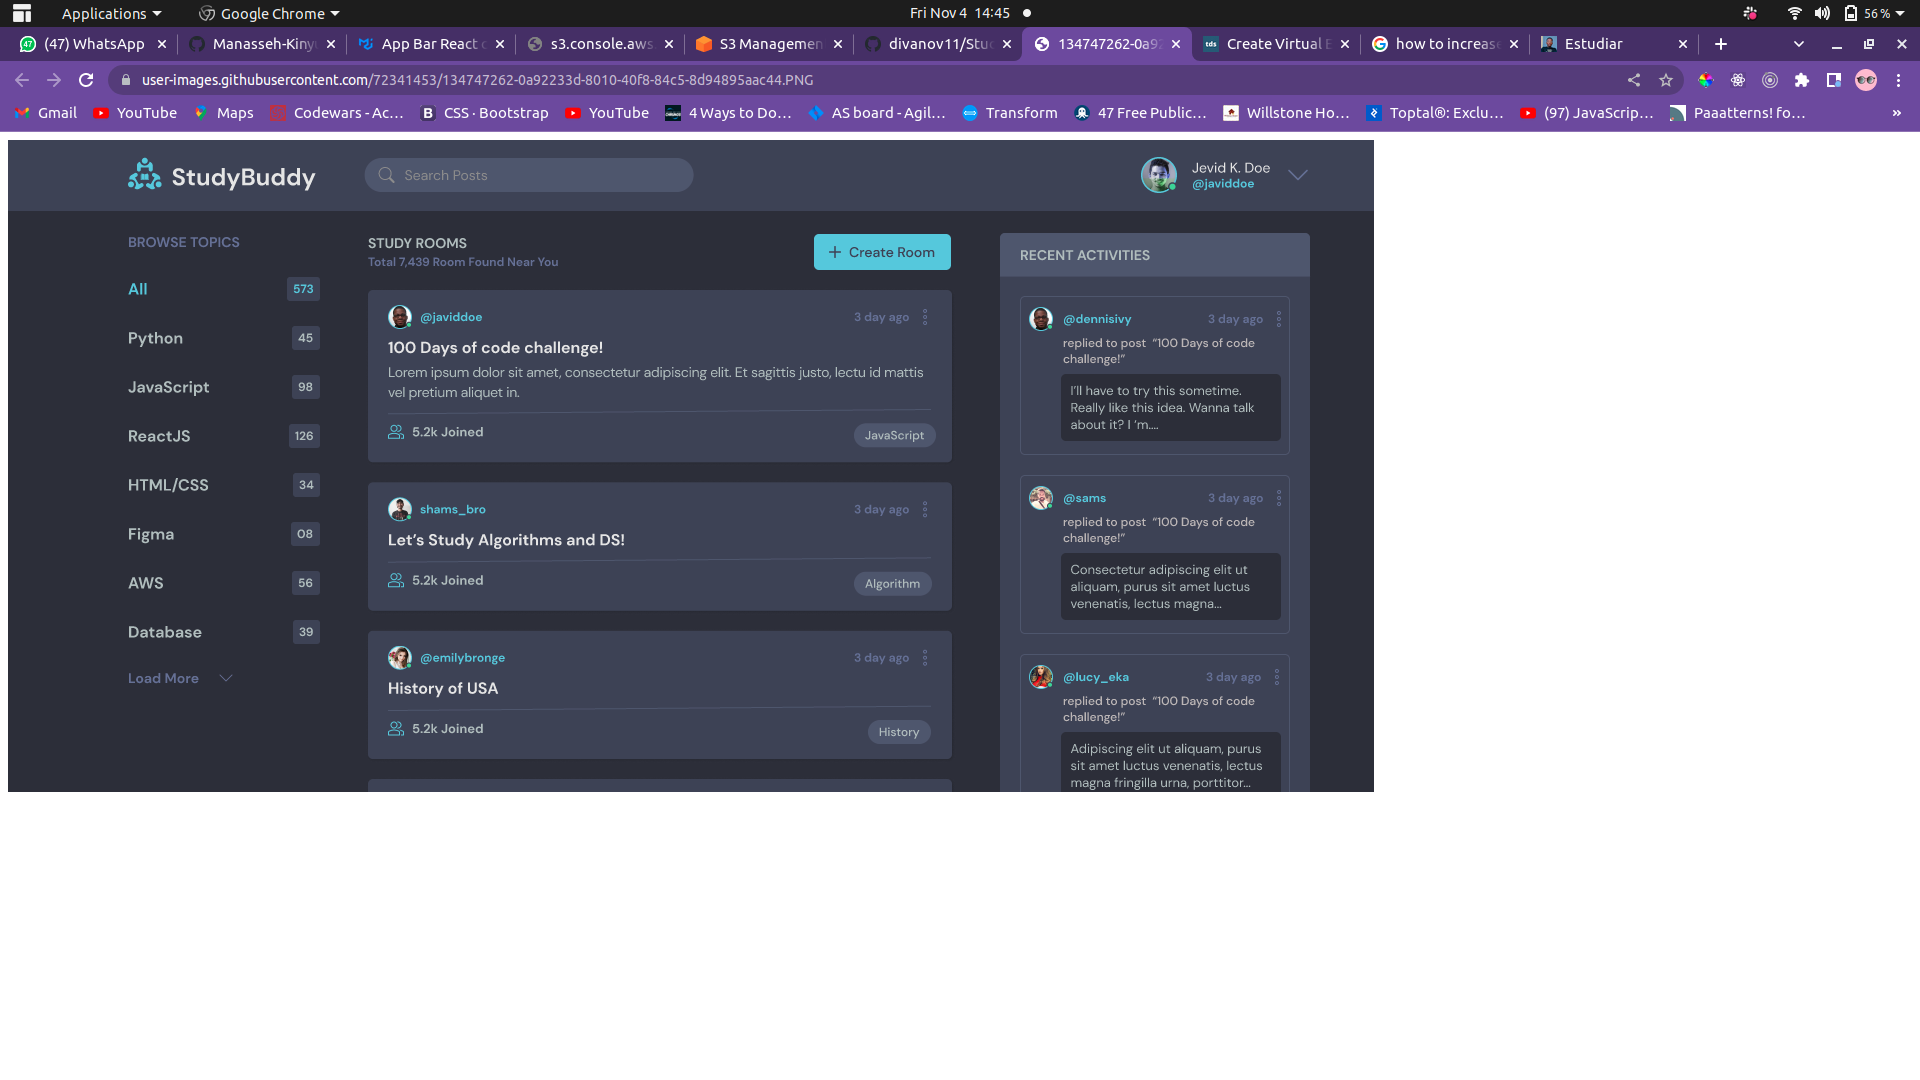 Applications
Google Chrome
Fri Nov 4 14:45
56 %
(47) WhatsApp
Manasseh-Kiny
App Bar React c
s3.console.aws
S3 Managemen
divanov11/Stud
134747262-0a92
Create Virtual E
how to increase
Estudiar
user-images.githubusercontent.com/72341453/134747262-0a92233d-8010-40f8-84c5-8d94895aac44.PNG
Gmail
YouTube
Maps
Codewars - Ac...
CSS · Bootstrap
YouTube
4 Ways to Do...
AS board - Agil...
Transform
47 Free Public...
Willstone Ho...
Toptal®: Exclu...
(97) JavaScrip...
Paaatterns! fo...
»
StudyBuddy
Search Posts
Jevid K. Doe
@javiddoe
BROWSE TOPICS
All 573
Python 45
JavaScript 98
ReactJS 126
HTML/CSS 34
Figma 08
AWS 56
Database 39
Load More
STUDY ROOMS
Total 7,439 Room Found Near You
+ Create Room
@javiddoe 3 day ago
100 Days of code challenge!
Lorem ipsum dolor sit amet, consectetur adipiscing elit. Et sagittis justo, lectu id mattis
vel pretium aliquet in.
5.2k Joined JavaScript
shams_bro 3 day ago
Let’s Study Algorithms and DS!
5.2k Joined Algorithm
@emilybronge 3 day ago
History of USA
5.2k Joined History
RECENT ACTIVITIES
@dennisivy 3 day ago
replied to post “100 Days of code
challenge!”
I’ll have to try this sometime.
Really like this idea. Wanna talk
about it? I ‘m....
@sams 3 day ago
replied to post “100 Days of code
challenge!”
Consectetur adipiscing elit ut
aliquam, purus sit amet luctus
venenatis, lectus magna...
@lucy_eka 3 day ago
replied to post “100 Days of code
challenge!”
Adipiscing elit ut aliquam, purus
sit amet luctus venenatis, lectus
magna fringilla urna, porttitor...